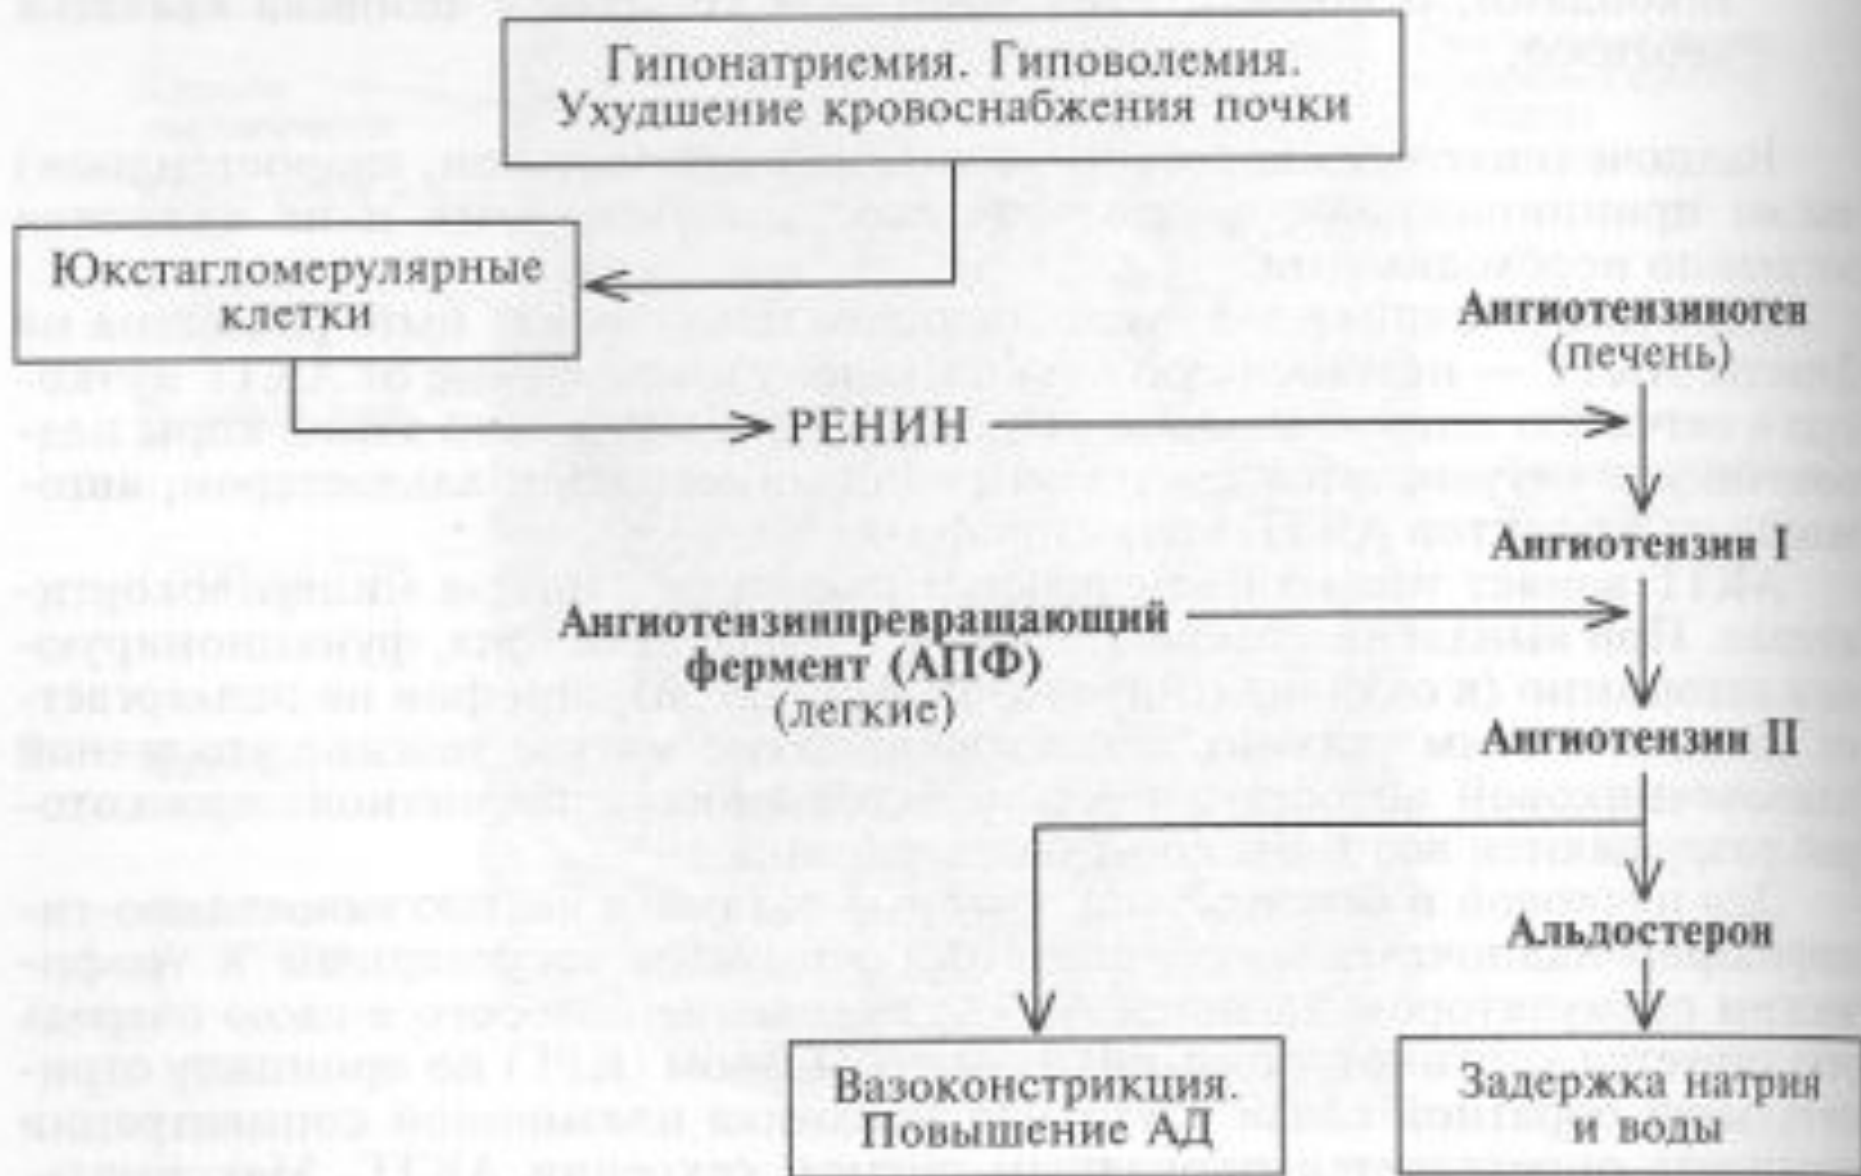 Гипонатриемия. Гиповолемия.
Ухудшение кровоснабжения почки
Юкстагломерулярные
клетки
Ангиотензиноген
(печень)
РЕНИН
Ангиотензин I
Ангиотензинпревращающий
фермент (АПФ)
(легкие)
Ангиотензин II
Альдостерон
Вазоконстрикция.
Повышение АД
Задержка натрия
и воды